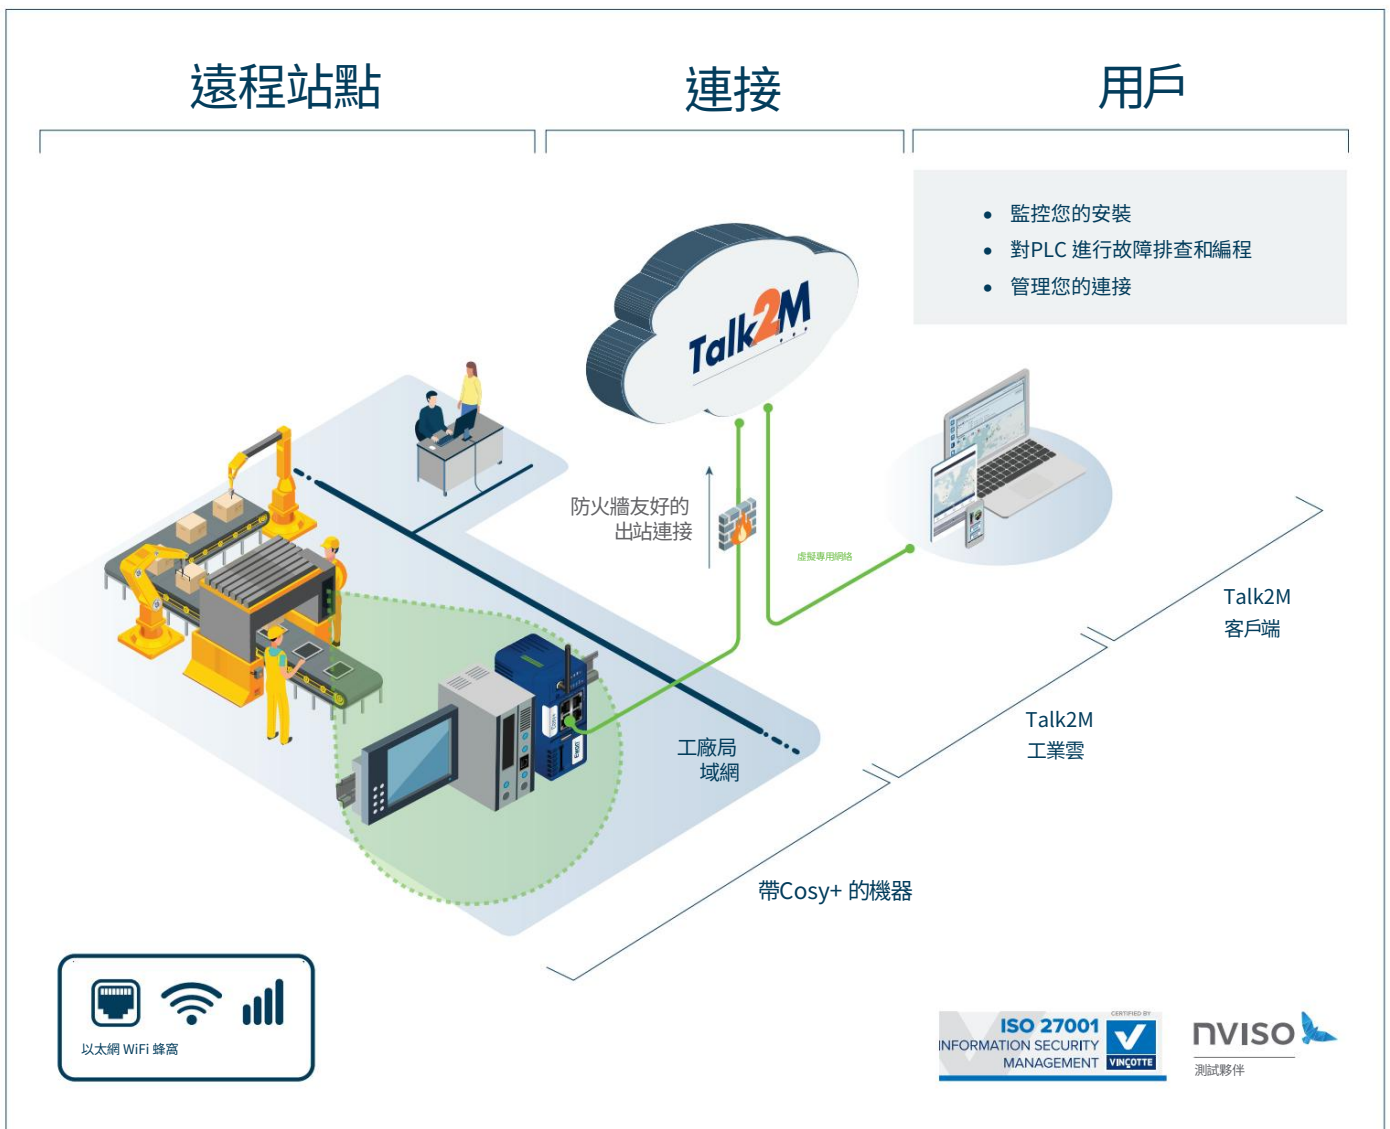 遠程站點
連接
用戶
• 監控您的安裝
• 對PLC 進行故障排查和編程
• 管理您的連接
Talk2M
防火牆友好的
出站連接
虛擬專用網絡
Talk2M
客戶端
Talk2M
工業雲
工廠局
域網
帶Cosy+ 的機器
Cosy+
Ewon
以太網 WiFi 蜂窩
ISO 27001
INFORMATION SECURITY
MANAGEMENT
CERTIFIED BY
VINÇOTTE
nviso
測試夥伴